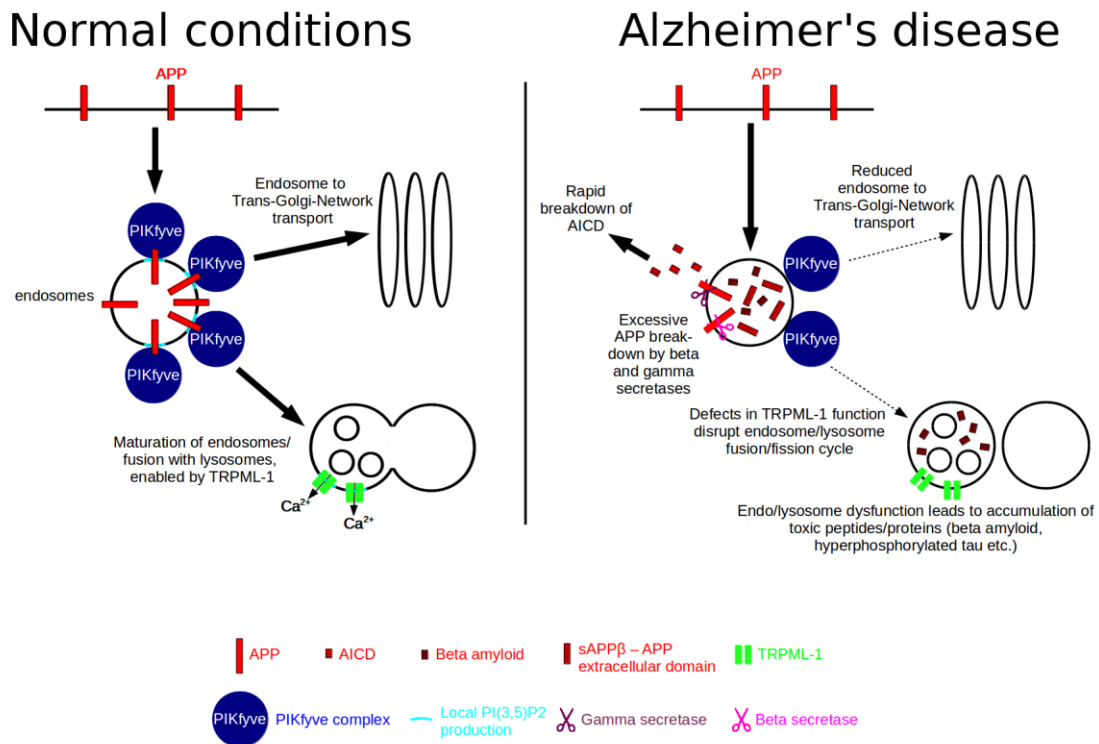 Normal conditions
APP
PIKfyve
PIKfyve
PIKfyve
PIKfyve
endosomes
Endosome to
Trans-Golgi-Network
transport
Maturation of endosomes/
fusion with lysosomes,
enabled by TRPML-1
Ca²⁺
Ca²⁺
Alzheimer's disease
APP
Rapid
breakdown of
AICD
Reduced
endosome to
Trans-Golgi-Network
transport
PIKfyve
PIKfyve
Excessive
APP break-
down by beta
and gamma
secretases
Defects in TRPML-1 function
disrupt endosome/lysosome
fusion/fission cycle
Endo/lysosome dysfunction leads to accumulation of
toxic peptides/proteins (beta amyloid,
hyperphosphorylated tau etc.)
APP
AICD
Beta amyloid
sAPPβ – APP
extracellular domain
TRPML-1
PIKfyve
PIKfyve complex
Local PI(3,5)P2
production
Gamma secretase
Beta secretase